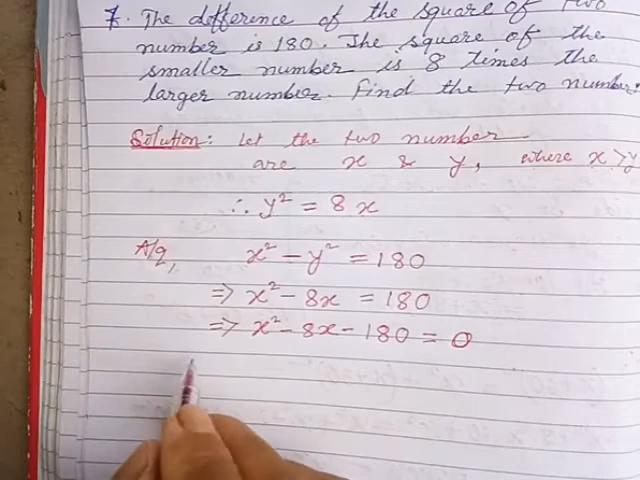 7. The difference of the square of two
number is 180. The square of the
smaller number is 8 times the
larger number. Find the two number.
Solution: Let the two number
are x & y, where x > y
∴ y² = 8x
A/q, x² - y² = 180
⇒ x² - 8x = 180
⇒ x² - 8x - 180 = 0